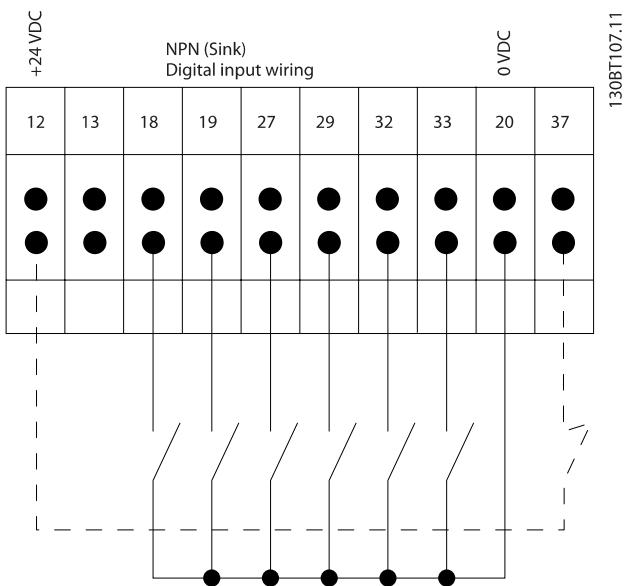 +24 VDC
NPN (Sink)
Digital input wiring
0 VDC
130BT107.11
12 13 18 19 27 29 32 33 20 37